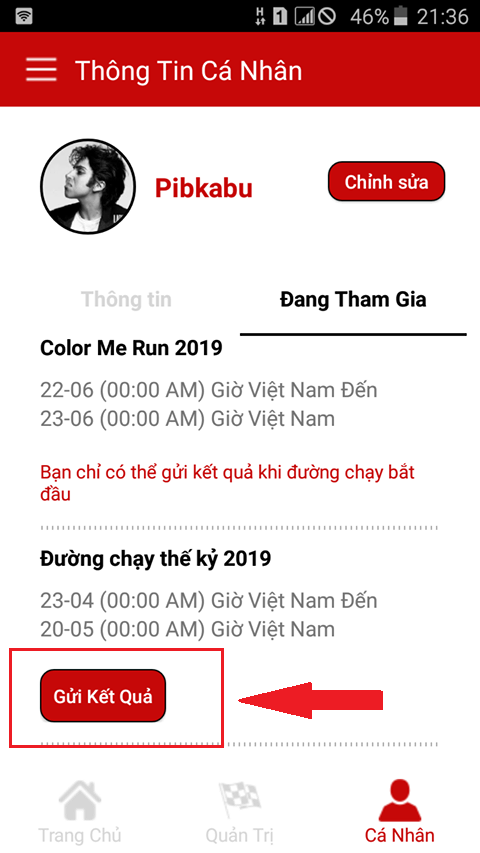 46% 21:36
Thông Tin Cá Nhân
Pibkabu
Chỉnh sửa
Thông tin
Đang Tham Gia
Color Me Run 2019
22-06 (00:00 AM) Giờ Việt Nam Đến
23-06 (00:00 AM) Giờ Việt Nam
Bạn chỉ có thể gửi kết quả khi đường chạy bắt
đầu
Đường chạy thế kỷ 2019
23-04 (00:00 AM) Giờ Việt Nam Đến
20-05 (00:00 AM) Giờ Việt Nam
Gửi Kết Quả
Trang Chủ
Quản Trị
Cá Nhân